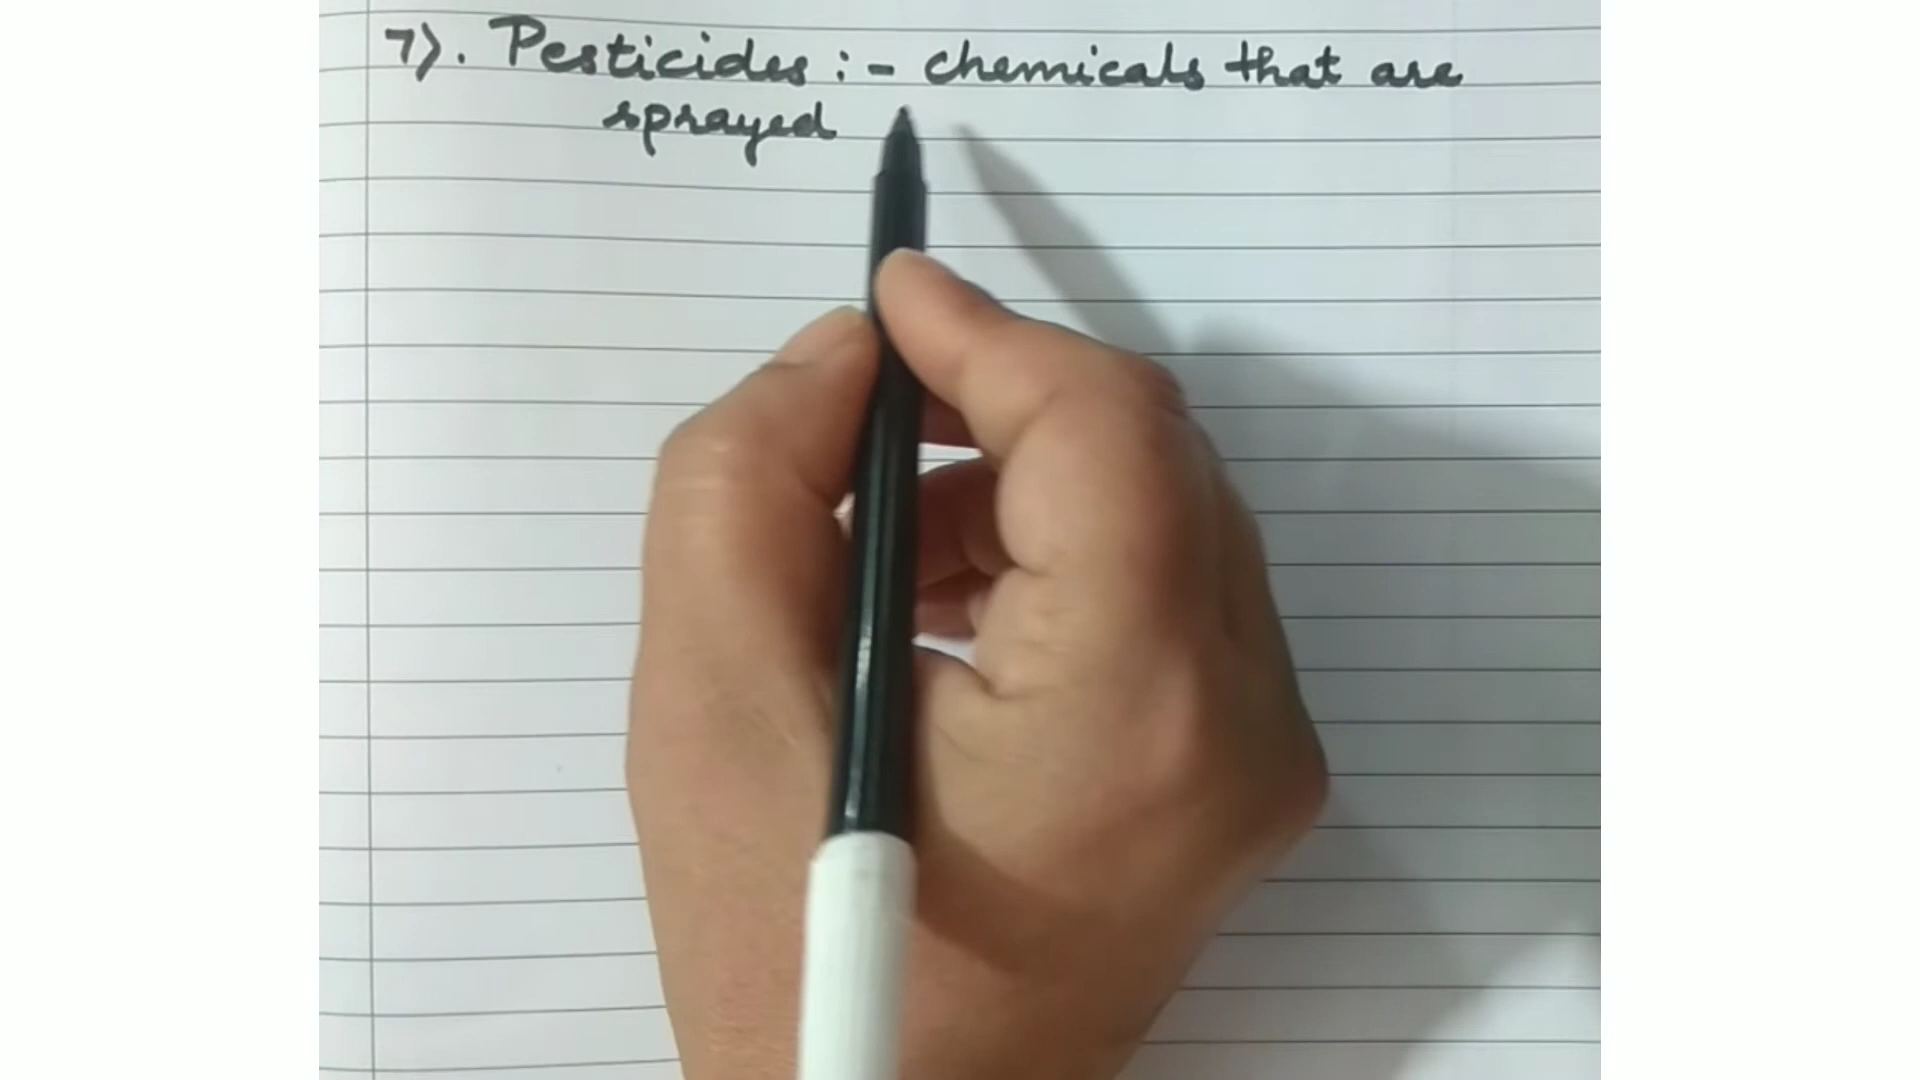 7). Pesticides :- chemicals that are
sprayed